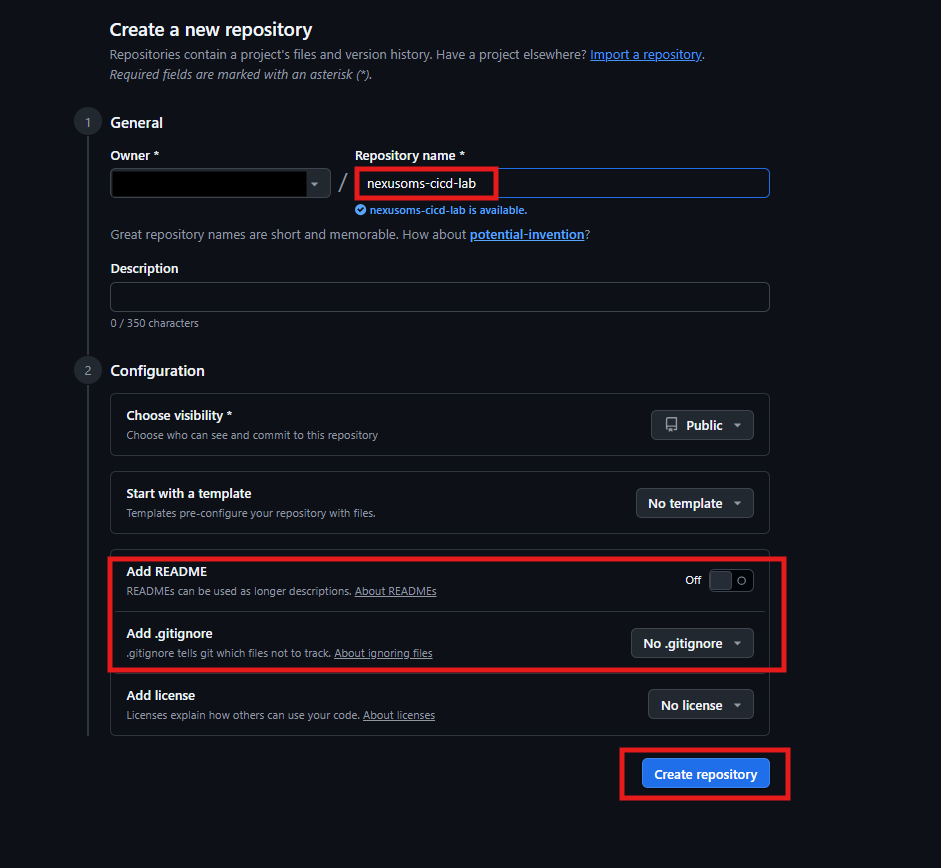 Create a new repository
Repositories contain a project's files and version history. Have a project elsewhere? Import a repository.
Required fields are marked with an asterisk (*).
1 General
Owner * Repository name *
/ nexusoms-cicd-lab
nexusoms-cicd-lab is available.
Great repository names are short and memorable. How about potential-invention?
Description
0 / 350 characters
2 Configuration
Choose visibility *
Choose who can see and commit to this repository
Public
Start with a template
Templates pre-configure your repository with files.
No template
Add README
READMEs can be used as longer descriptions. About READMEs
Off
Add .gitignore
.gitignore tells git which files not to track. About ignoring files
No .gitignore
Add license
Licenses explain how others can use your code. About licenses
No license
Create repository